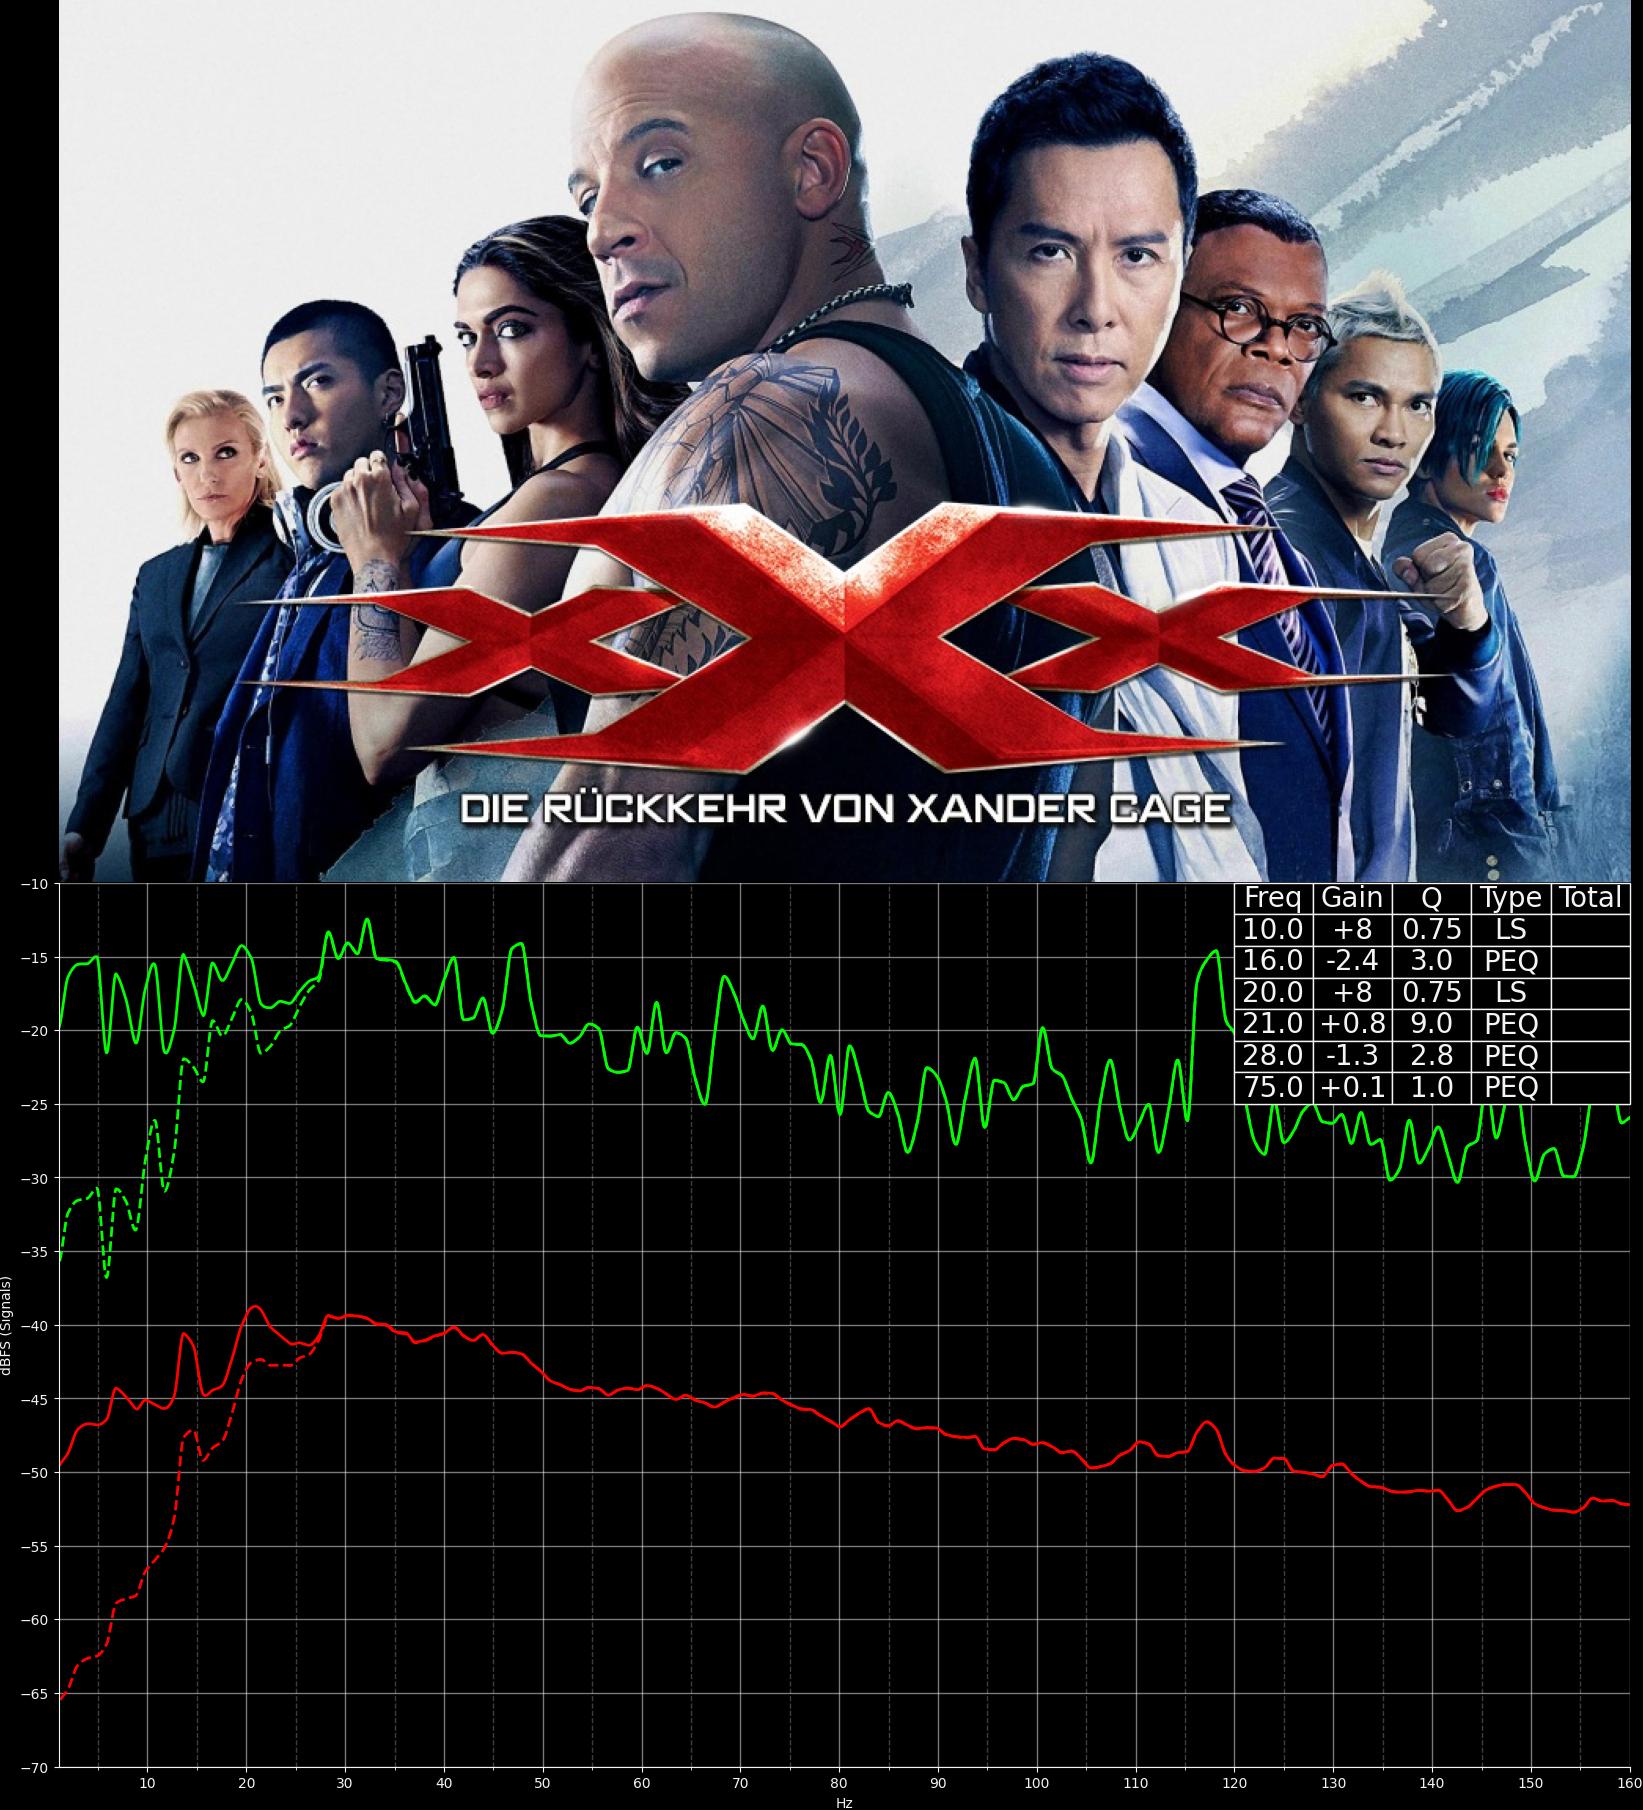 xXx
DIE RÜCKKEHR VON XANDER CAGE
Freq Gain Q Type Total
10.0 +8 0.75 LS
16.0 -2.4 3.0 PEQ
20.0 +8 0.75 LS
21.0 +0.8 9.0 PEQ
28.0 -1.3 2.8 PEQ
75.0 +0.1 1.0 PEQ
−10
−15
−20
−25
−30
−35
−40
−45
−50
−55
−60
−65
−70
dBFS (Signals)
10 20 30 40 50 60 70 80 90 100 110 120 130 140 150 160
Hz